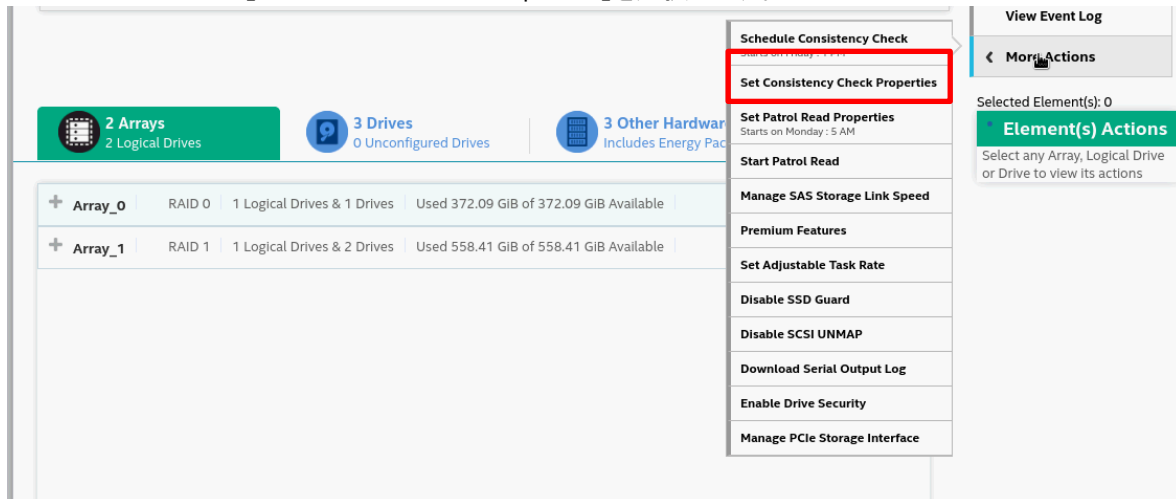 View Event Log
More Actions
Schedule Consistency Check
Set Consistency Check Properties
Set Patrol Read Properties
Starts on Monday : 5 AM
Start Patrol Read
Manage SAS Storage Link Speed
Premium Features
Set Adjustable Task Rate
Disable SSD Guard
Disable SCSI UNMAP
Download Serial Output Log
Enable Drive Security
Manage PCIe Storage Interface
Selected Element(s): 0
Element(s) Actions
Select any Array, Logical Drive
or Drive to view its actions
2 Arrays
2 Logical Drives
3 Drives
0 Unconfigured Drives
3 Other Hardwar
Includes Energy Pac
Array_0 RAID 0 1 Logical Drives & 1 Drives Used 372.09 GiB of 372.09 GiB Available
Array_1 RAID 1 1 Logical Drives & 2 Drives Used 558.41 GiB of 558.41 GiB Available